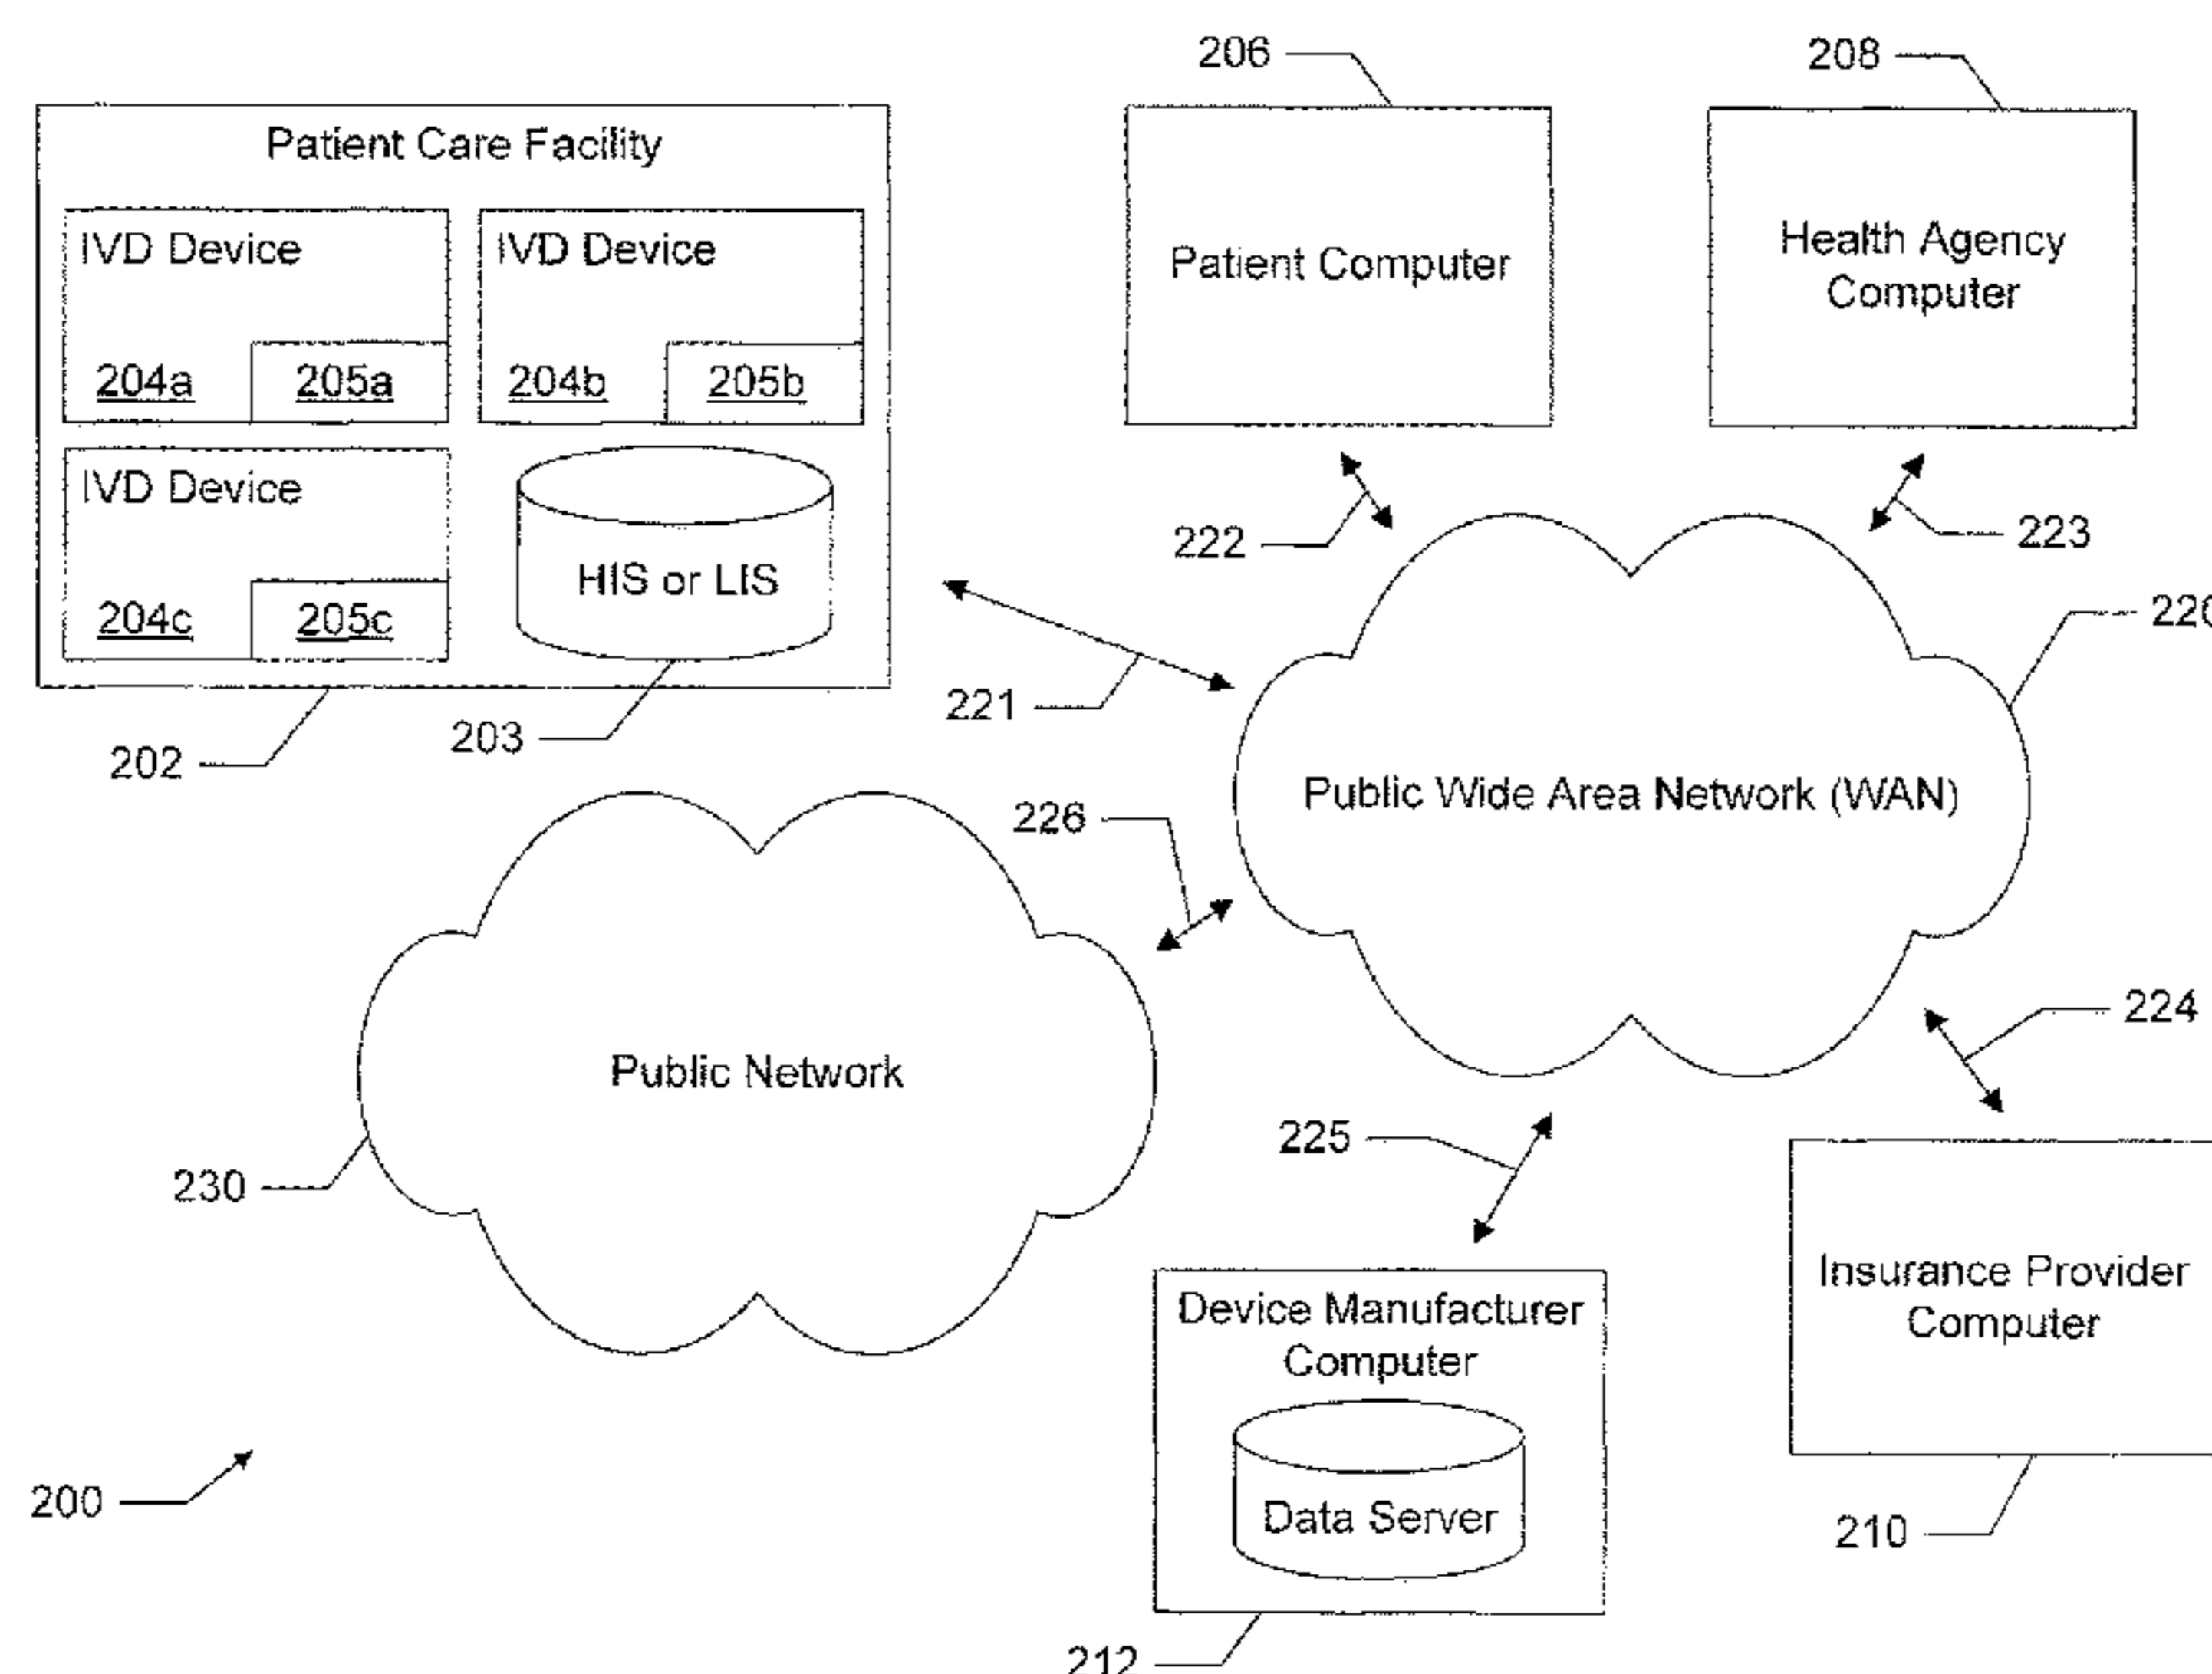 206
208
Patient Care Facility
IVD Device
204a
205a
IVD Device
204b
205b
IVD Device
204c
205c
HIS or LIS
Patient Computer
Health Agency
Computer
222
223
221
203
202
Public Wide Area Network (WAN)
226
224
Public Network
225
230
Device Manufacturer
Computer
Data Server
Insurance Provider
Computer
200
210
212